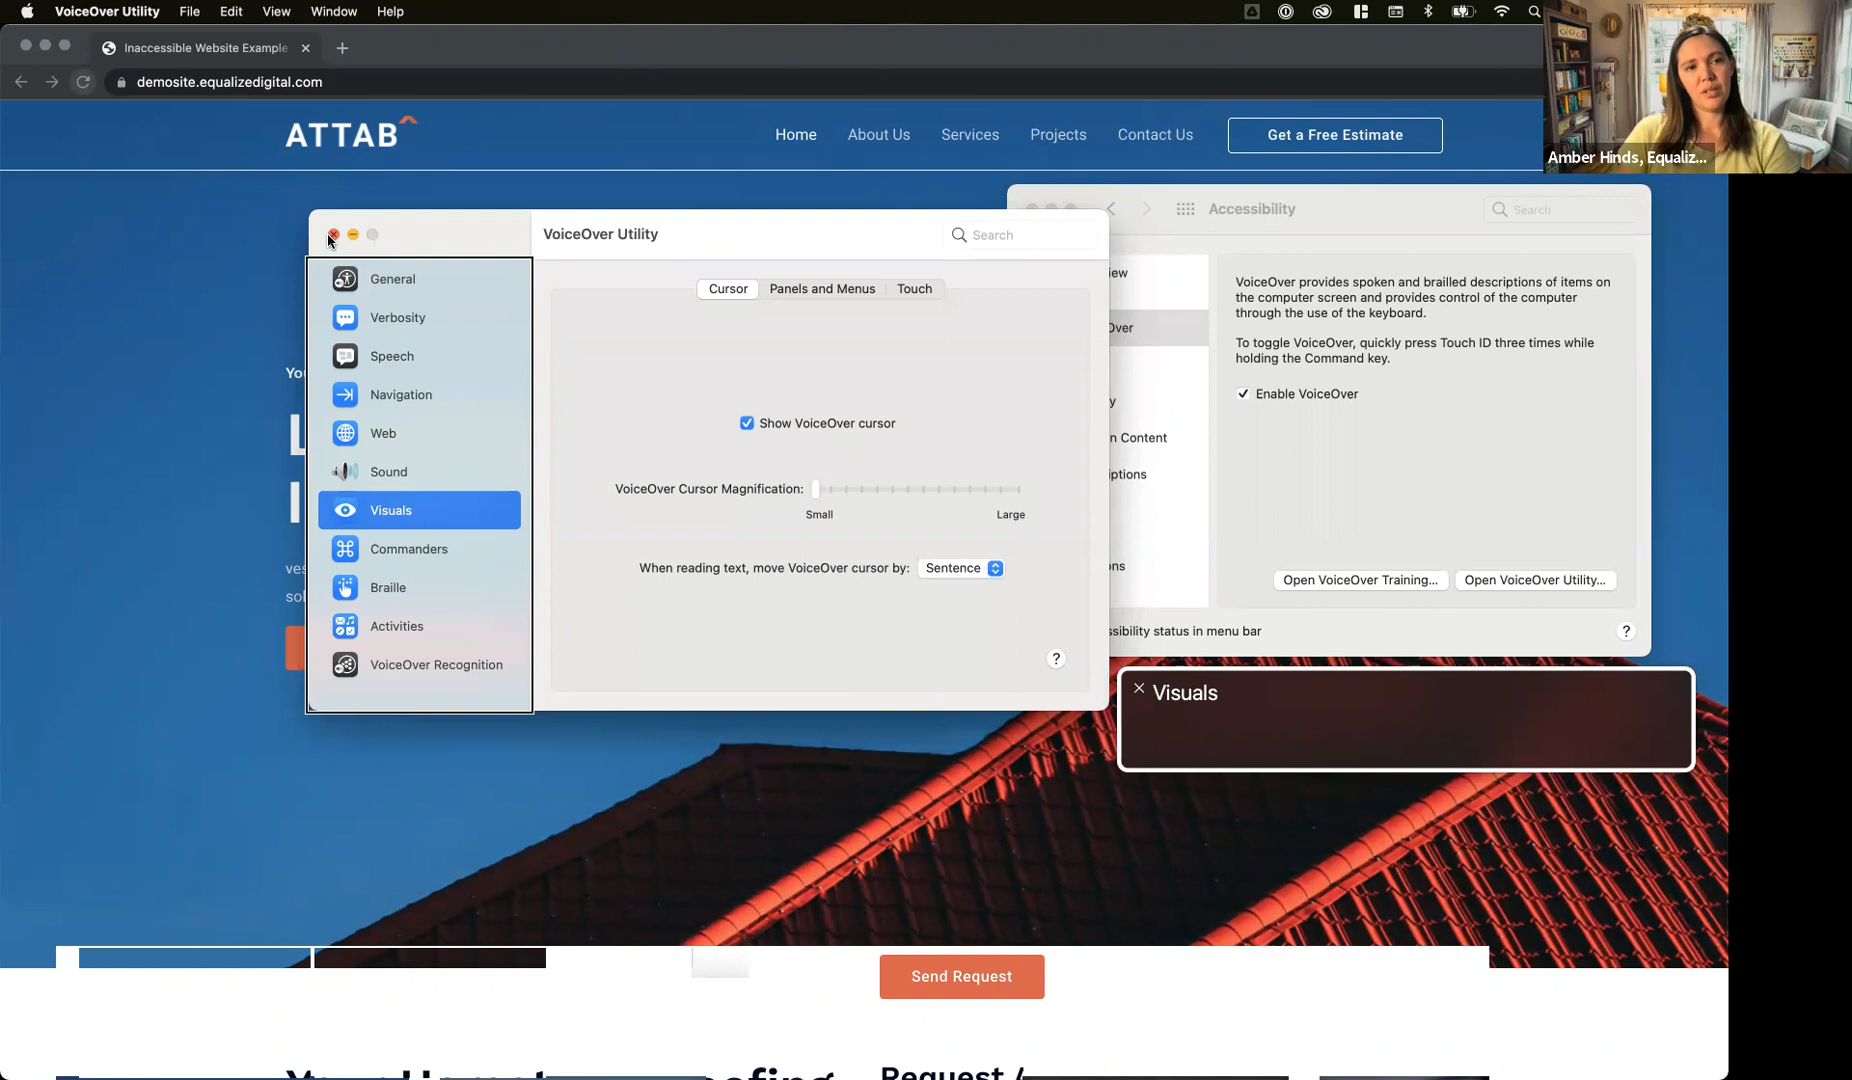 VoiceOver Utility File Edit View Window Help
Inaccessible Website Example
demosite.equalizedigital.com
ATTAB
Home About Us Services Projects Contact Us Get a Free Estimate
Amber Hinds, Equaliz...
VoiceOver Utility
Search
General
Verbosity
Speech
Navigation
Web
Sound
Visuals
Commanders
Braille
Activities
VoiceOver Recognition
Cursor Panels and Menus Touch
Show VoiceOver cursor
VoiceOver Cursor Magnification:
Small Large
When reading text, move VoiceOver cursor by: Sentence
?
Accessibility
Search
VoiceOver provides spoken and brailled descriptions of items on
the computer screen and provides control of the computer
through the use of the keyboard.
To toggle VoiceOver, quickly press Touch ID three times while
holding the Command key.
Enable VoiceOver
Open VoiceOver Training... Open VoiceOver Utility...
status in menu bar
?
Content
Visuals
Send Request